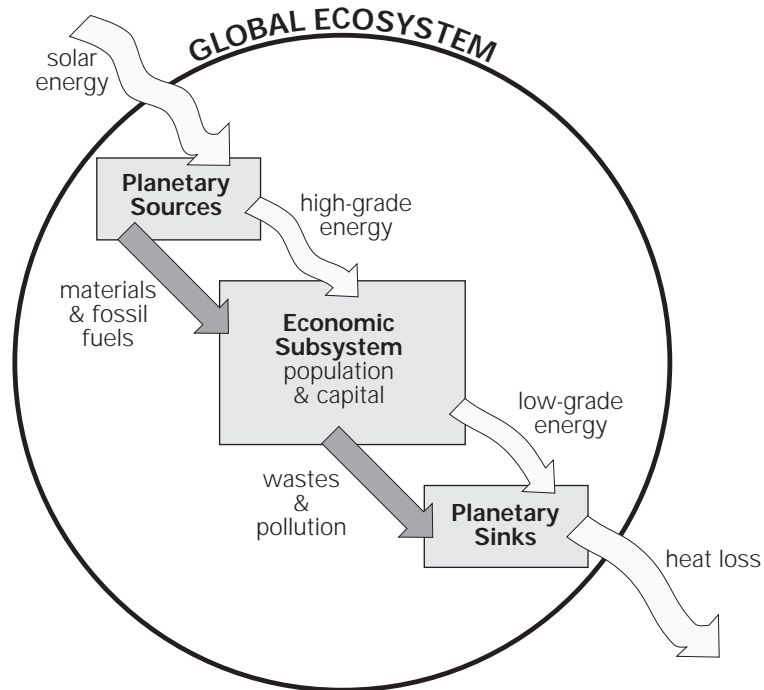 GLOBAL ECOSYSTEM
solar
energy
Planetary
Sources
high-grade
energy
materials
& fossil
fuels
Economic
Subsystem
population
& capital
low-grade
energy
wastes
&
pollution
Planetary
Sinks
heat loss